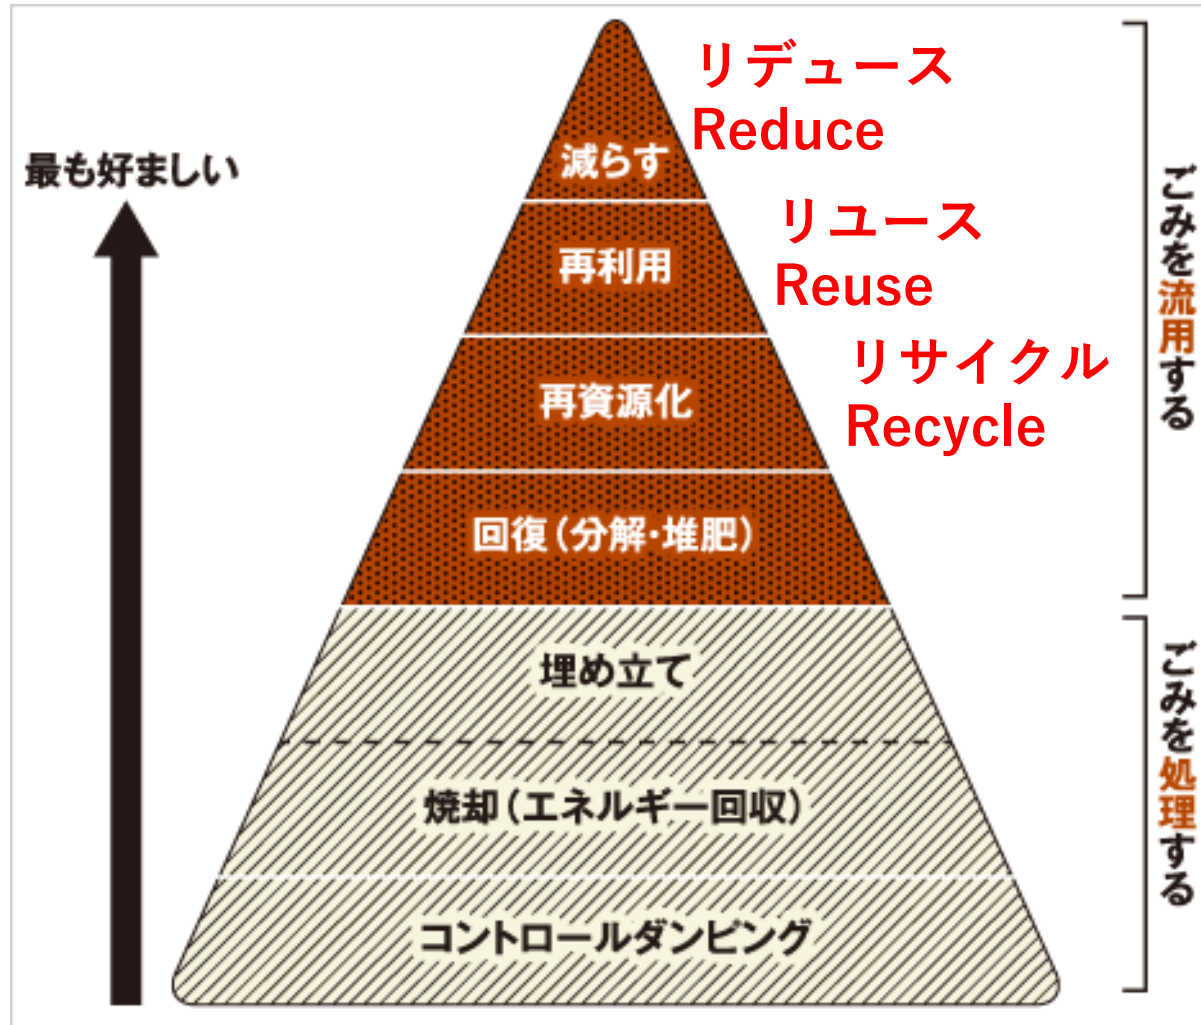 リデュース
Reduce
最も好ましい
減らす
リユース
Reuse
再利用
リサイクル
Recycle
再資源化
ごみを流用する
回復（分解・堆肥）
埋め立て
焼却（エネルギー回収）
コントロールダンピング
ごみを処理する